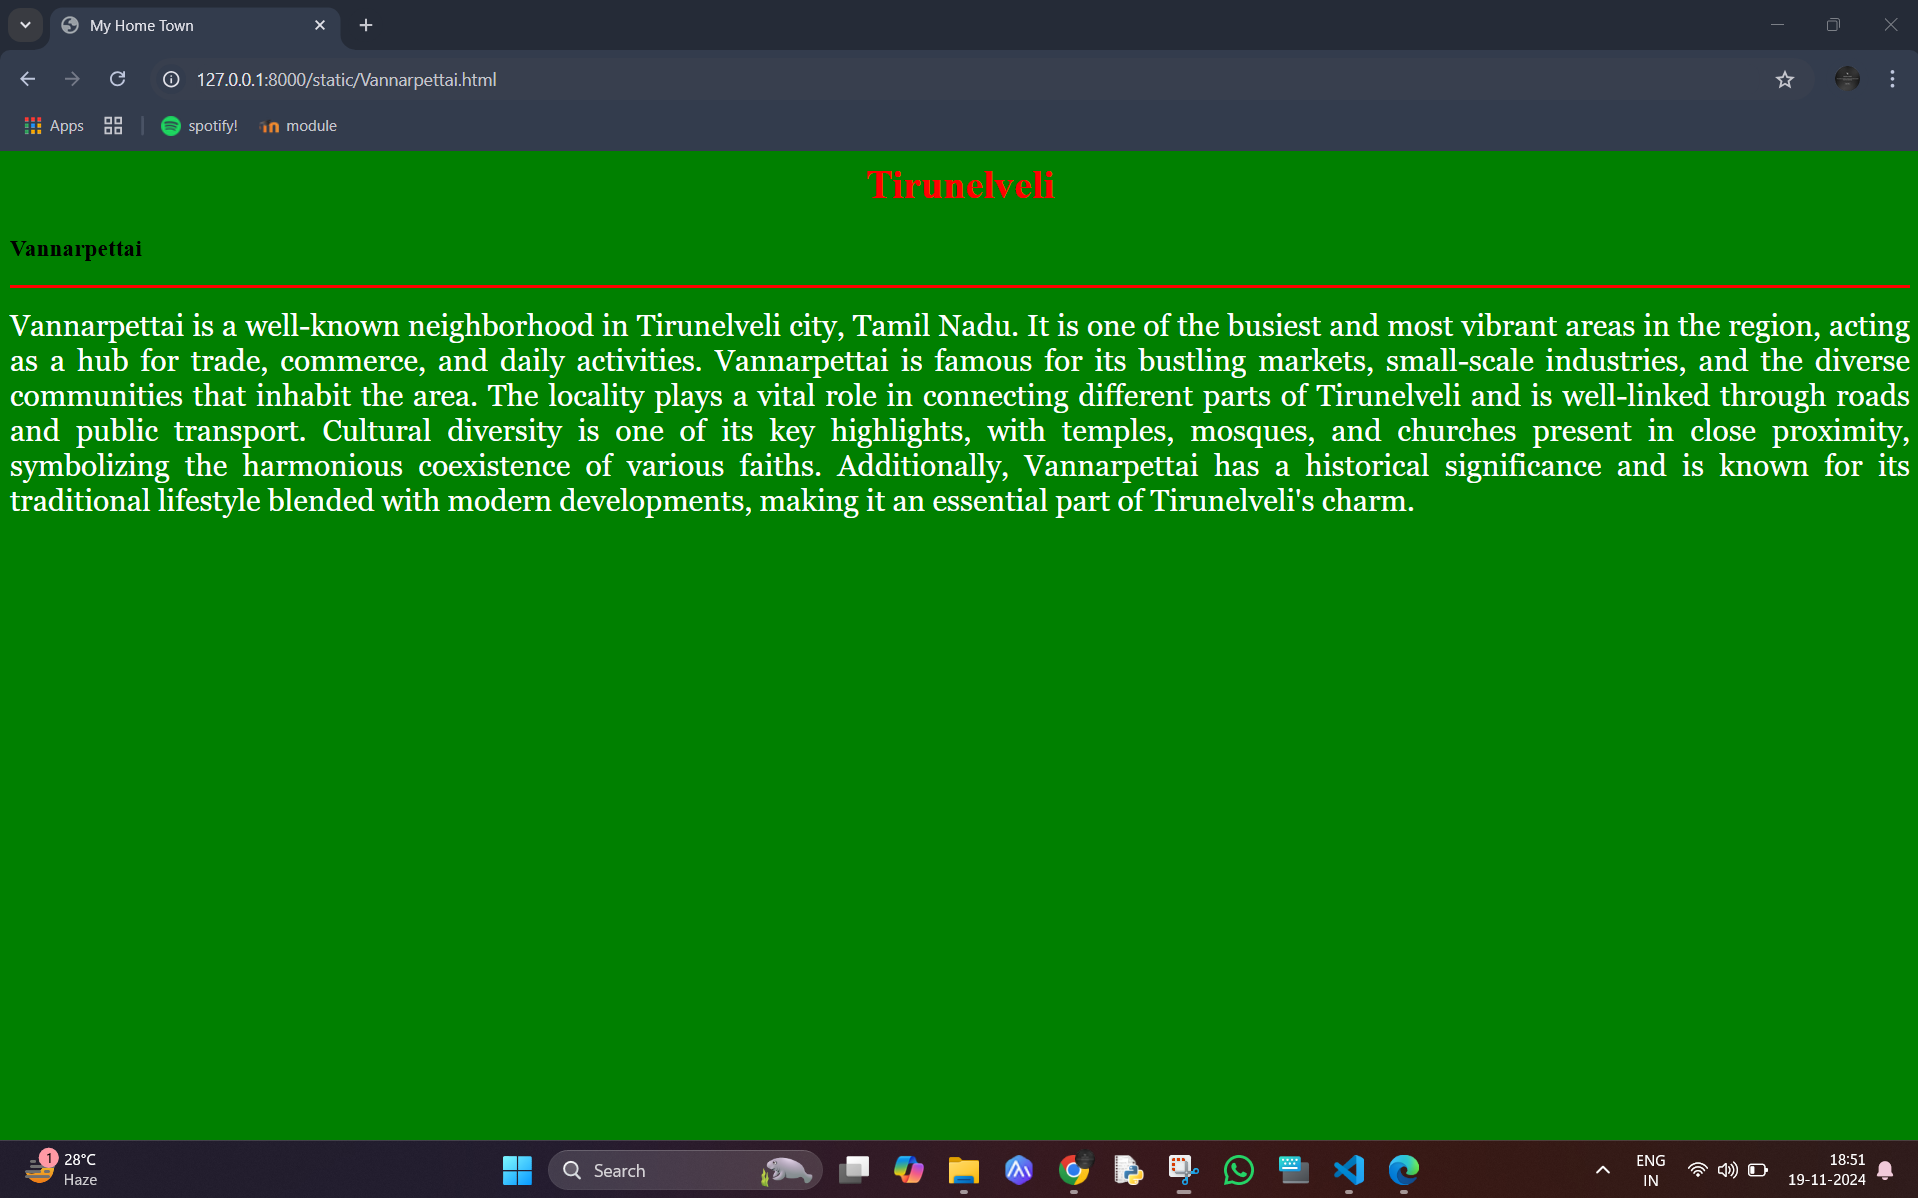 My Home Town
127.0.0.1:8000/static/Vannarpettai.html
Apps
spotify!
module
Tirunelveli
Vannarpettai
Vannarpettai is a well-known neighborhood in Tirunelveli city, Tamil Nadu. It is one of the busiest and most vibrant areas in the region, acting
as a hub for trade, commerce, and daily activities. Vannarpettai is famous for its bustling markets, small-scale industries, and the diverse
communities that inhabit the area. The locality plays a vital role in connecting different parts of Tirunelveli and is well-linked through roads
and public transport. Cultural diversity is one of its key highlights, with temples, mosques, and churches present in close proximity,
symbolizing the harmonious coexistence of various faiths. Additionally, Vannarpettai has a historical significance and is known for its
traditional lifestyle blended with modern developments, making it an essential part of Tirunelveli's charm.
1
28°C
Haze
Search
ENG
IN
18:51
19-11-2024